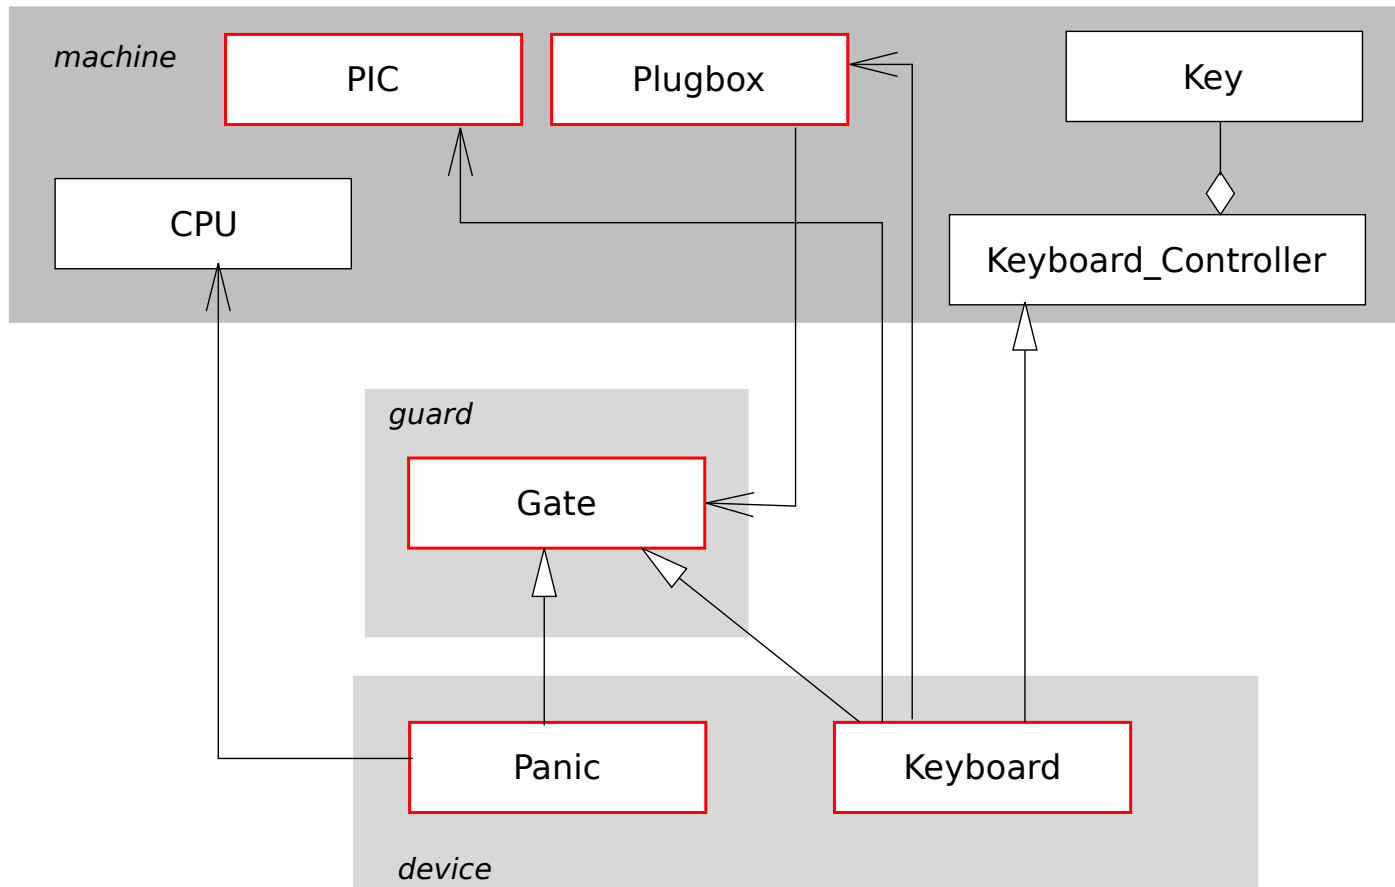 machine
PIC
Plugbox
Key
CPU
Keyboard_Controller
guard
Gate
Panic
Keyboard
device